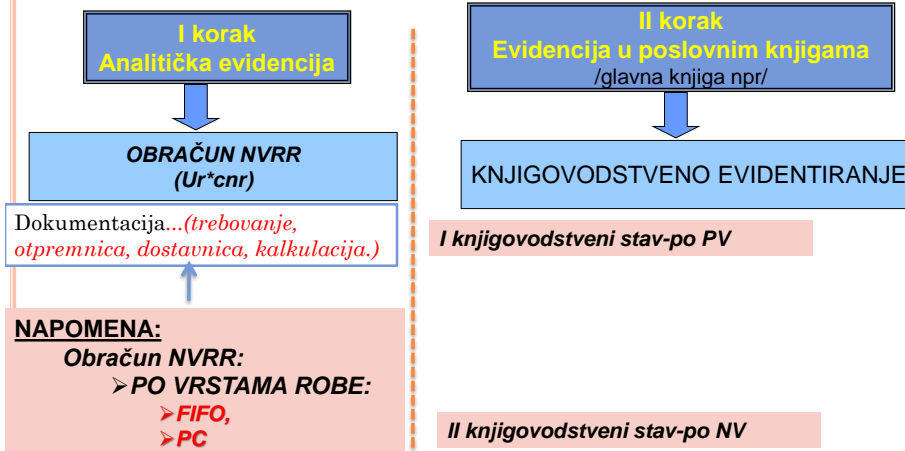 I korak
Analitička evidencija
OBRAČUN NVRR
(Ur*cnr)
Dokumentacija...(trebovanje,
otpremnica, dostavnica, kalkulacija.)
NAPOMENA:
Obračun NVRR:
➢PO VRSTAMA ROBE:
➢FIFO,
➢PC
II korak
Evidencija u poslovnim knjigama
/glavna knjiga npr/
KNJIGOVODSTVENO EVIDENTIRANJE
I knjigovodstveni stav-po PV
II knjigovodstveni stav-po NV